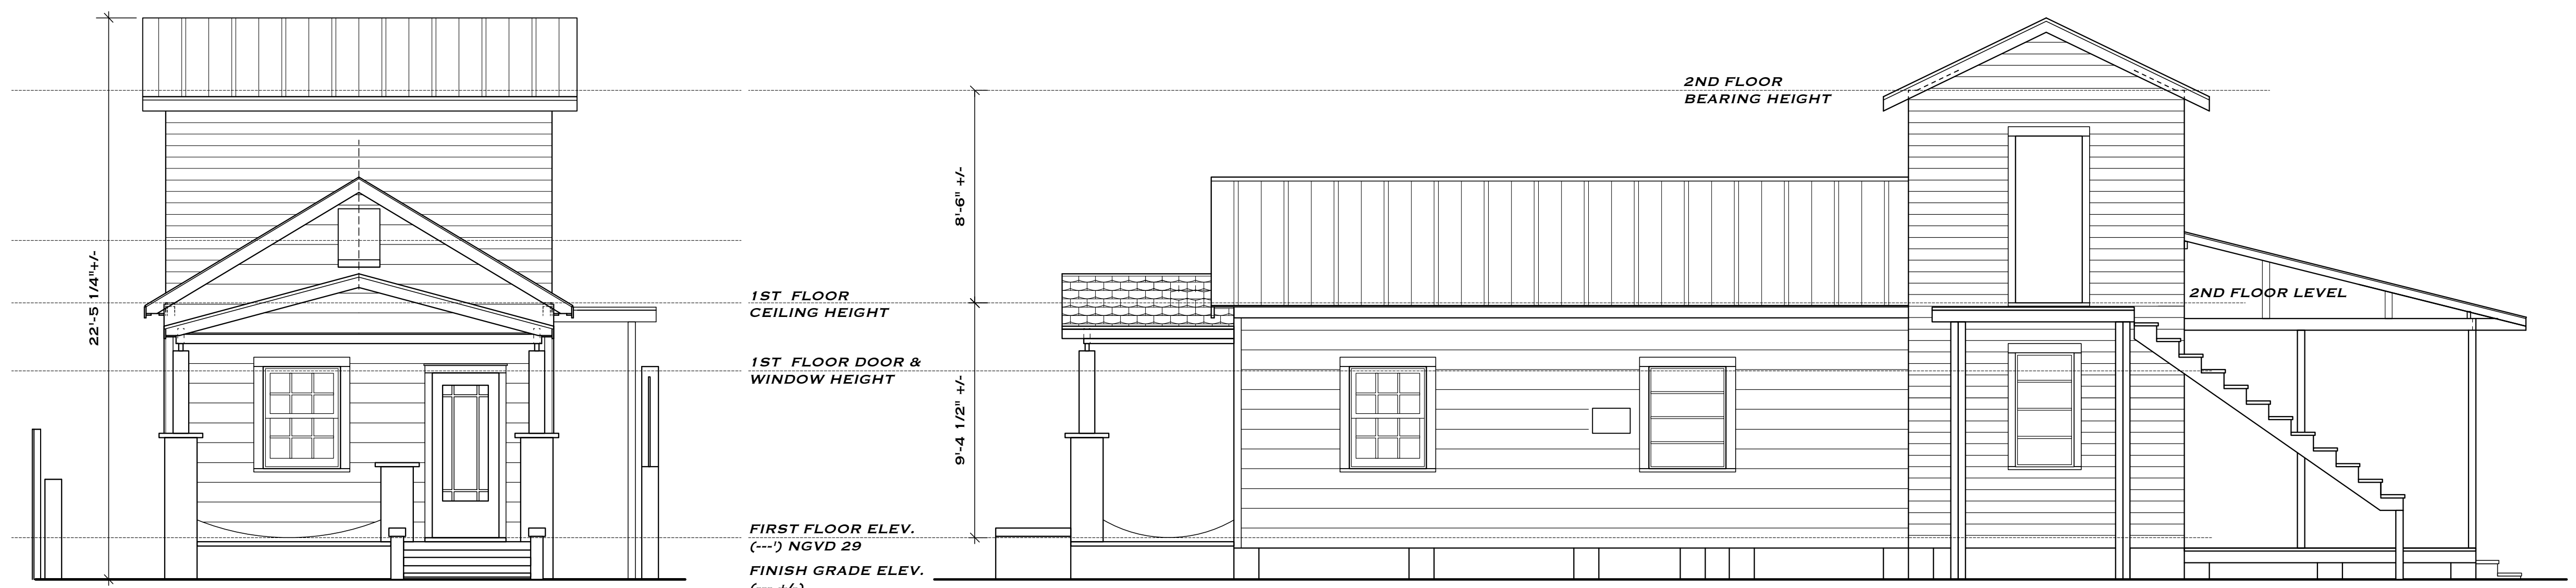 22'-5 1/4"+/-
1ST FLOOR
CEILING HEIGHT
1ST FLOOR DOOR &
WINDOW HEIGHT
FIRST FLOOR ELEV.
(---') NGVD 29
FINISH GRADE ELEV.
8'-6" +/-
9'-4 1/2" +/-
2ND FLOOR
BEARING HEIGHT
2ND FLOOR LEVEL